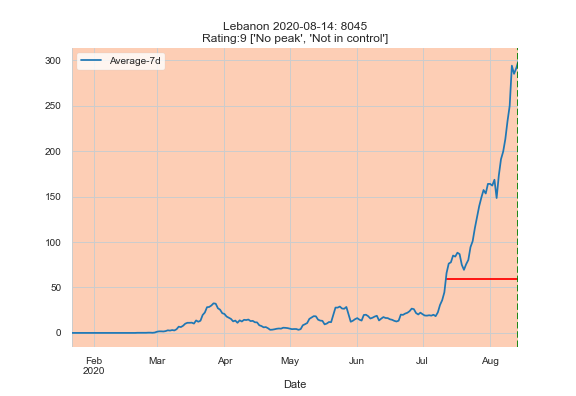 Lebanon 2020-08-14: 8045
Rating:9 ['No peak', 'Not in control']
Average-7d
300
250
200
150
100
50
0
Feb
2020
Mar
Apr
May
Jun
Jul
Aug
Date